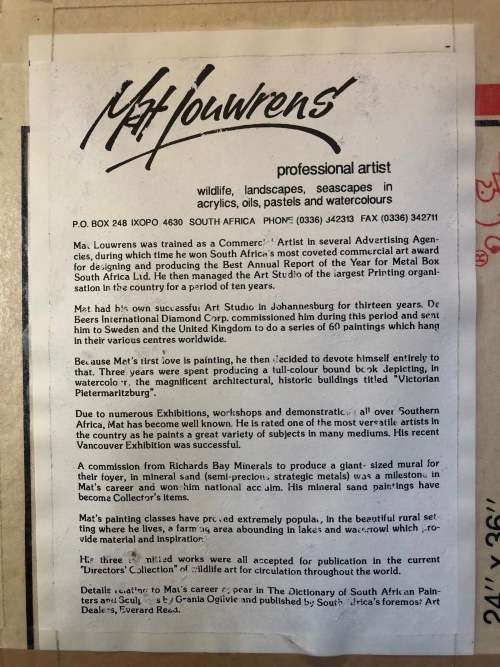 Mat Louwrens
professional artist
wildlife, landscapes, seascapes in
acrylics, oils, pastels and watercolours
P.O. BOX 248 IXOPO 4630 SOUTH AFRICA PHONE (0336) 342313 FAX (0336) 342711
Mat Louwrens was trained as a Commercial Artist in several Advertising Agen-
cies, during which time he won South Africa's most coveted commercial art award
for designing and producing the Best Annual Report of the Year for Metal Box
South Africa Ltd. He then managed the Art Studio of the largest Printing organi-
sation in the country for a period of ten years.
Mat had his own successful Art Studio in Johannesburg for thirteen years. De
Beers International Diamond Corp. commissioned him during this period and sent
him to Sweden and the United Kingdom to do a series of 60 paintings which hang
in their various centres worldwide.
Because Mat's first love is painting, he then decided to devote himself entirely to
that. Three years were spent producing a full-colour bound book depicting, in
watercolour, the magnificent architectural, historic buildings titled "Victorian
Pietermaritzburg".
Due to numerous Exhibitions, workshops and demonstrations all over Southern
Africa, Mat has become well known. He is rated one of the most versatile artists in
the country as he paints a great variety of subjects in many mediums. His recent
Vancouver Exhibition was successful.
A commission from Richards Bay Minerals to produce a giant- sized mural for
their foyer, in mineral sand (semi-precious strategic metals) was a milestone in
Mat's career and won him national acclaim. His mineral sand paintings have
become Collector's items.
Mat's painting classes have proved extremely popular, in the beautiful rural set-
ting where he lives, a farming area abounding in lakes and waterfowl which pro-
vide material and inspiration.
His three submitted works were all accepted for publication in the current
"Directors' Collection" of wildlife art for circulation throughout the world.
Details relating to Mat's career appear in The Dictionary of South African Pain-
ters and Sculptors by Grania Ogilvie and published by South Africa's foremost Art
Dealers, Everard Read.
24" x 36"